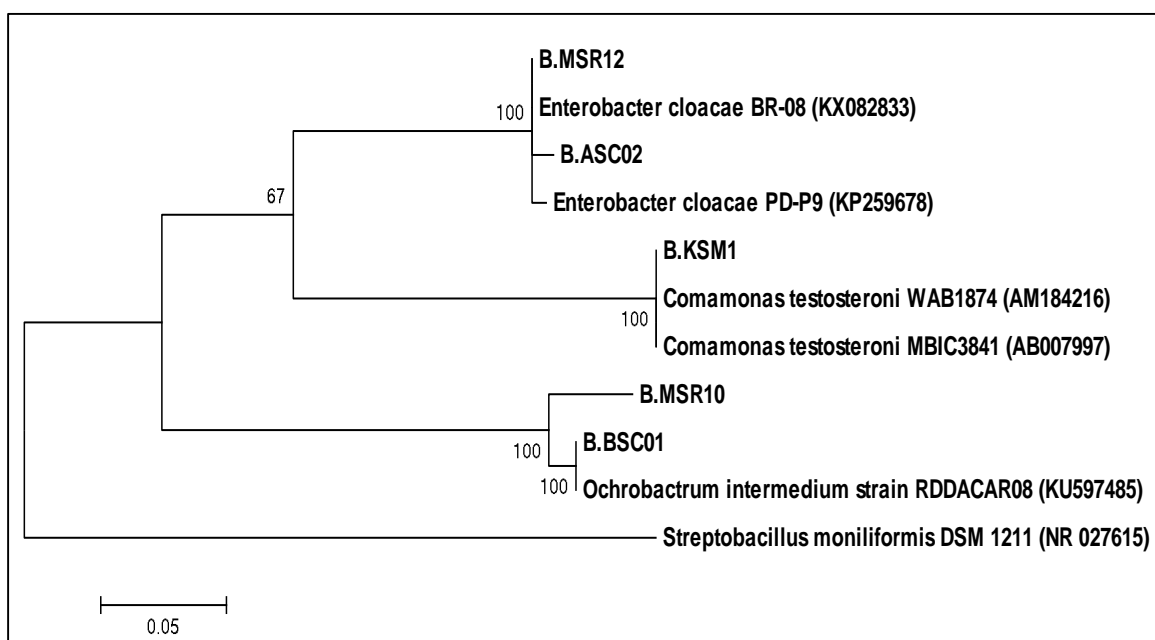 B.MSR12
100
Enterobacter cloacae BR-08 (KX082833)
B.ASC02
67
Enterobacter cloacae PD-P9 (KP259678)
B.KSM1
Comamonas testosteroni WAB1874 (AM184216)
100
Comamonas testosteroni MBIC3841 (AB007997)
B.MSR10
100
B.BSC01
100
Ochrobactrum intermedium strain RDDACAR08 (KU597485)
Streptobacillus moniliformis DSM 1211 (NR 027615)
0.05